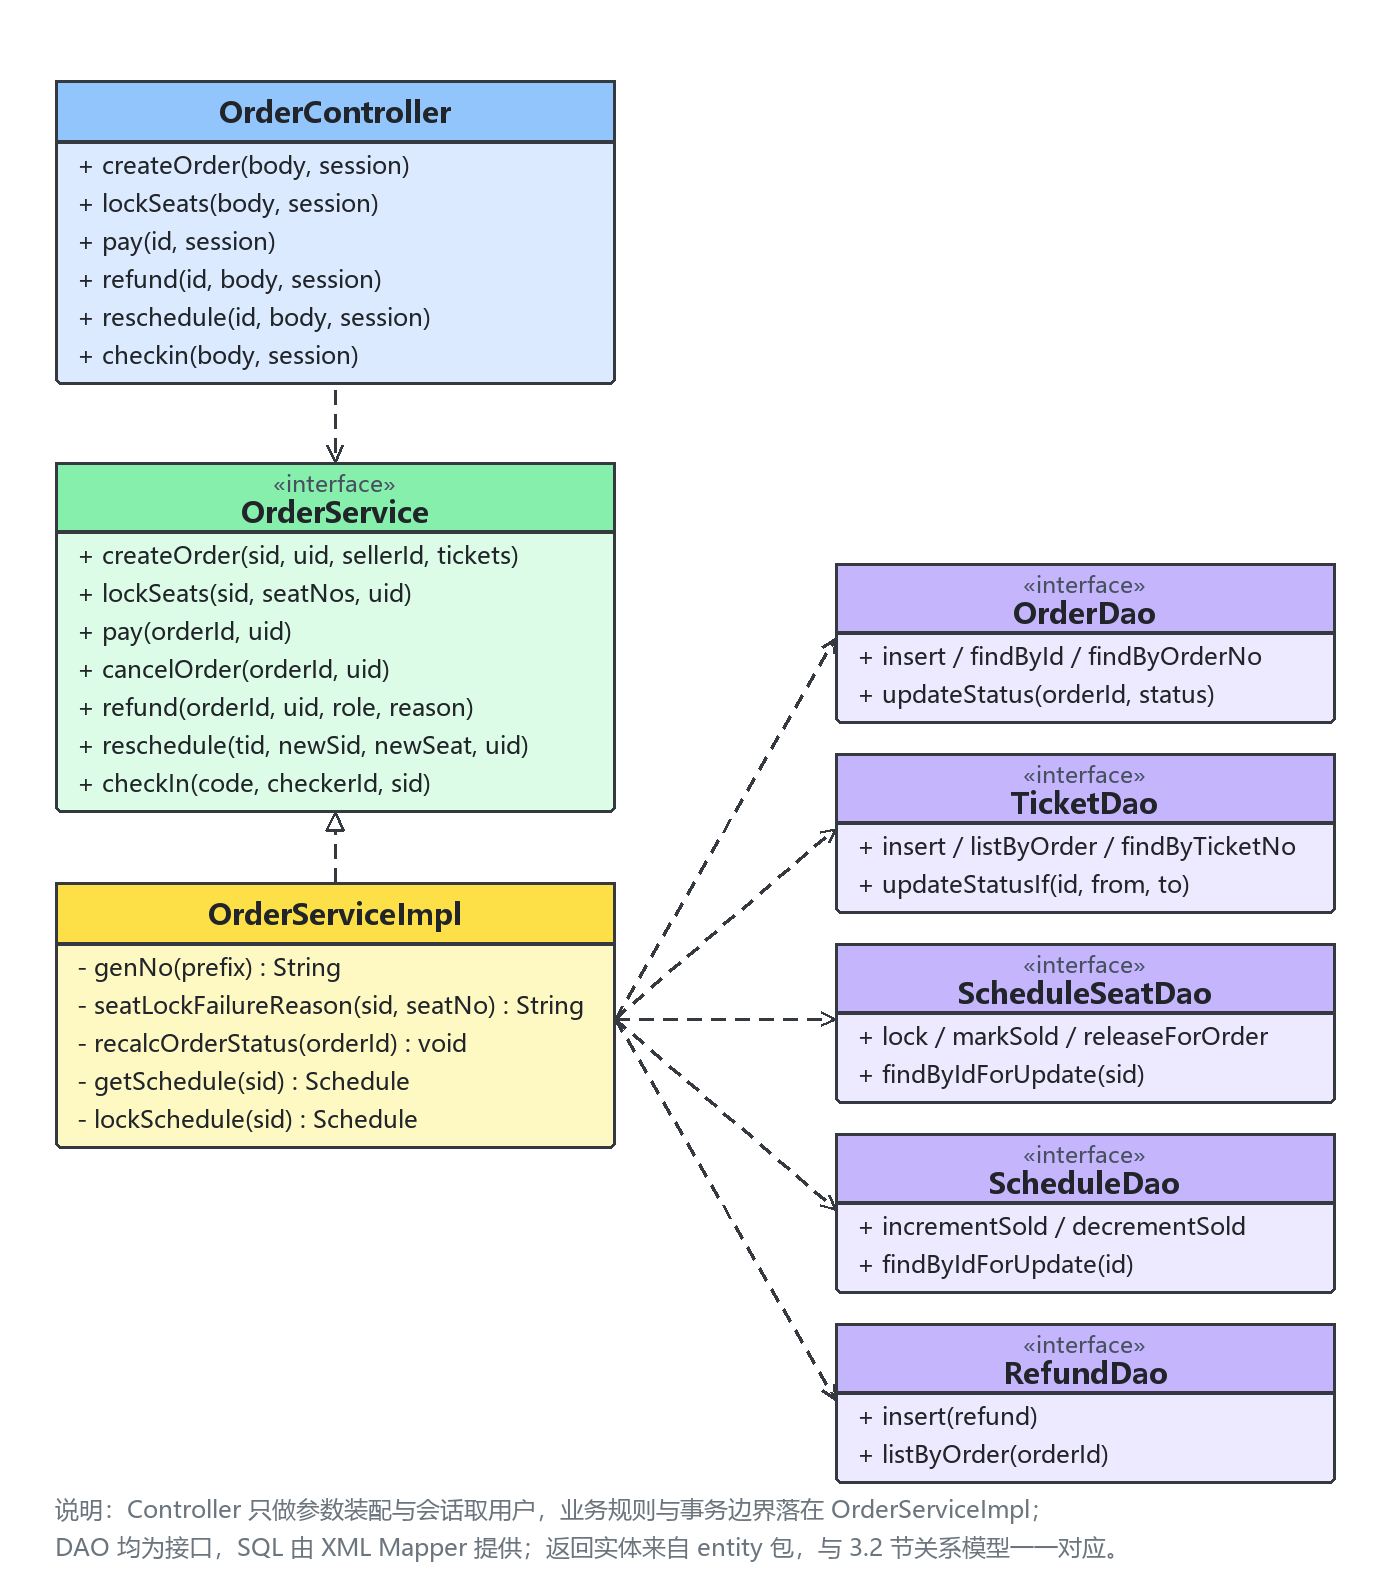 OrderController
+ createOrder(body, session)
+ lockSeats(body, session)
+ pay(id, session)
+ refund(id, body, session)
+ reschedule(id, body, session)
+ checkin(body, session)
«interface»
OrderService
+ createOrder(sid, uid, sellerId, tickets)
+ lockSeats(sid, seatNos, uid)
+ pay(orderId, uid)
+ cancelOrder(orderId, uid)
+ refund(orderId, uid, role, reason)
+ reschedule(tid, newSid, newSeat, uid)
+ checkIn(code, checkerId, sid)
OrderServiceImpl
- genNo(prefix) : String
- seatLockFailureReason(sid, seatNo) : String
- recalcOrderStatus(orderId) : void
- getSchedule(sid) : Schedule
- lockSchedule(sid) : Schedule
«interface»
OrderDao
+ insert / findById / findByOrderNo
+ updateStatus(orderId, status)
«interface»
TicketDao
+ insert / listByOrder / findByTicketNo
+ updateStatusIf(id, from, to)
«interface»
ScheduleSeatDao
+ lock / markSold / releaseForOrder
+ findByIdForUpdate(sid)
«interface»
ScheduleDao
+ incrementSold / decrementSold
+ findByIdForUpdate(id)
«interface»
RefundDao
+ insert(refund)
+ listByOrder(orderId)
说明：Controller 只做参数装配与会话取用户，业务规则与事务边界落在 OrderServiceImpl；
DAO 均为接口，SQL 由 XML Mapper 提供；返回实体来自 entity 包，与 3.2 节关系模型一一对应。